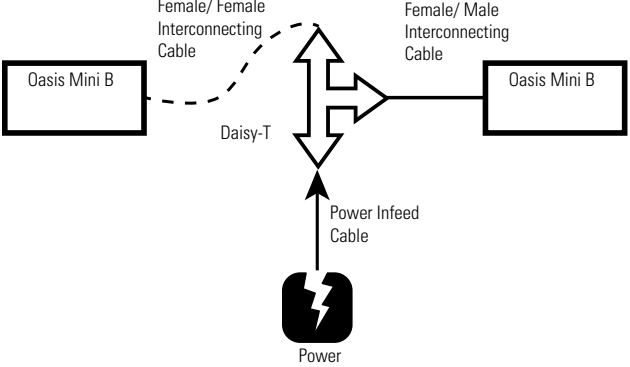 Female/ Female
Interconnecting
Cable
Female/ Male
Interconnecting
Cable
Oasis Mini B
Oasis Mini B
Daisy-T
Power Infeed
Cable
Power